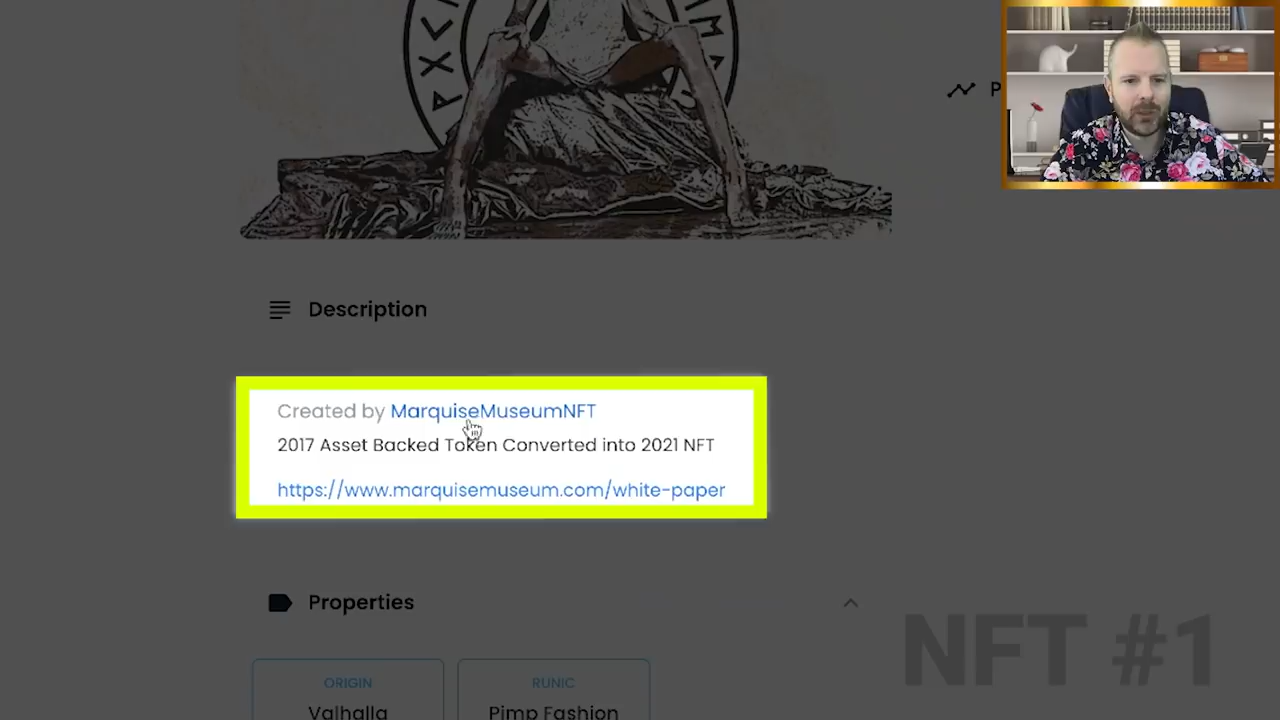 P
Description
Created by MarquiseMuseumNFT
2017 Asset Backed Token Converted into 2021 NFT
https://www.marquisemuseum.com/white-paper
Properties
NFT #1
ORIGIN
RUNIC
Valhalla
Pimp Fashion